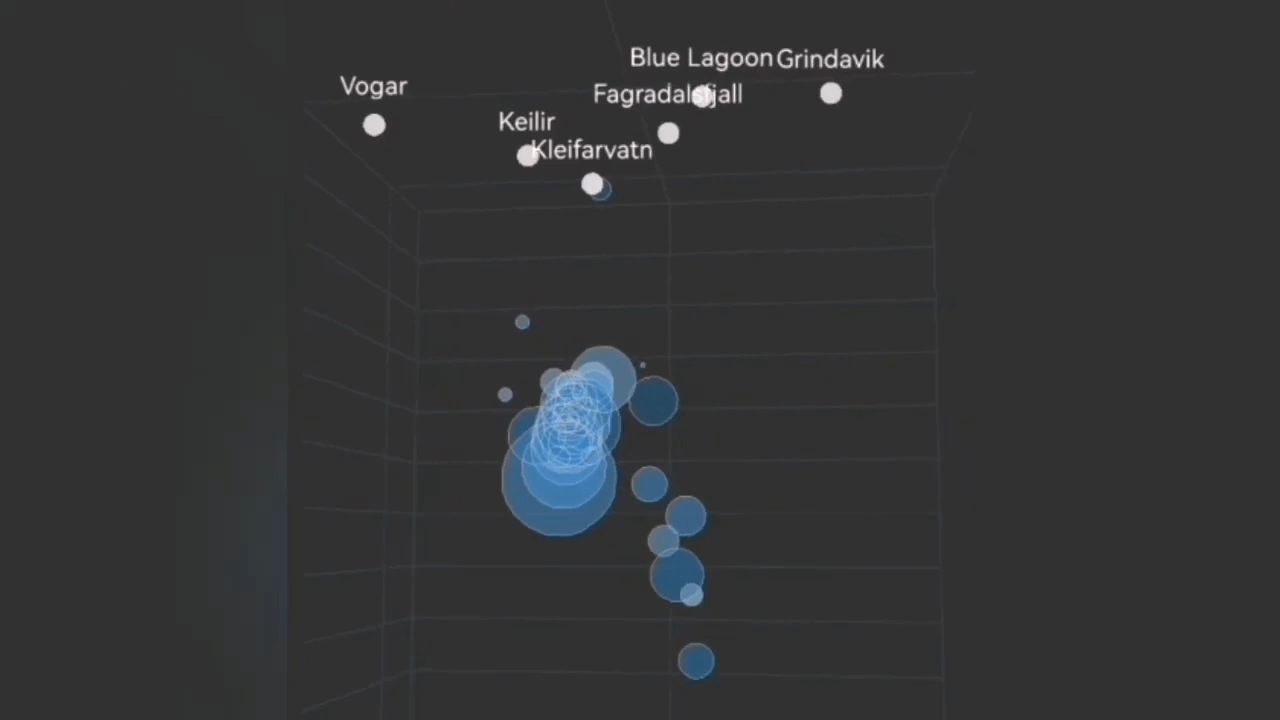 Blue Lagoon
Grindavik
Vogar
Fagradalsfjall
Keilir
Kleifarvatn